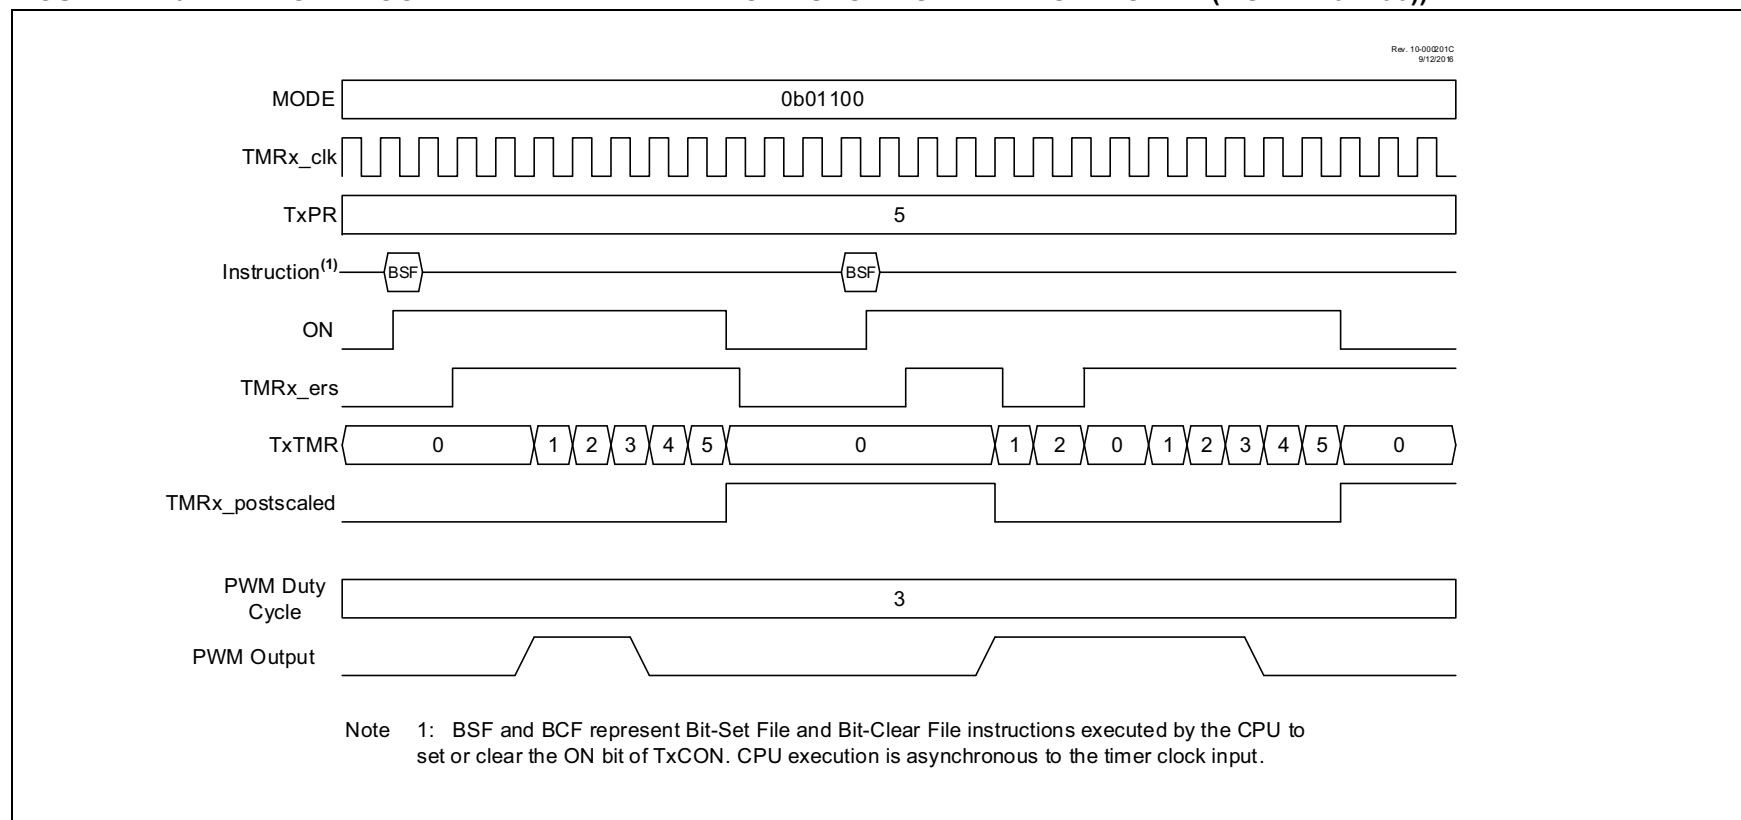 Rev. 10-000201C
9/12/2016
MODE 0b01100
TMRx_clk
TxPR 5
Instruction(1) BSF BSF
ON
TMRx_ers
TxTMR 0 1 2 3 4 5 0 1 2 0 1 2 3 4 5 0
TMRx_postscaled
PWM Duty
Cycle
3
PWM Output
Note 1: BSF and BCF represent Bit-Set File and Bit-Clear File instructions executed by the CPU to
set or clear the ON bit of TxCON. CPU execution is asynchronous to the timer clock input.